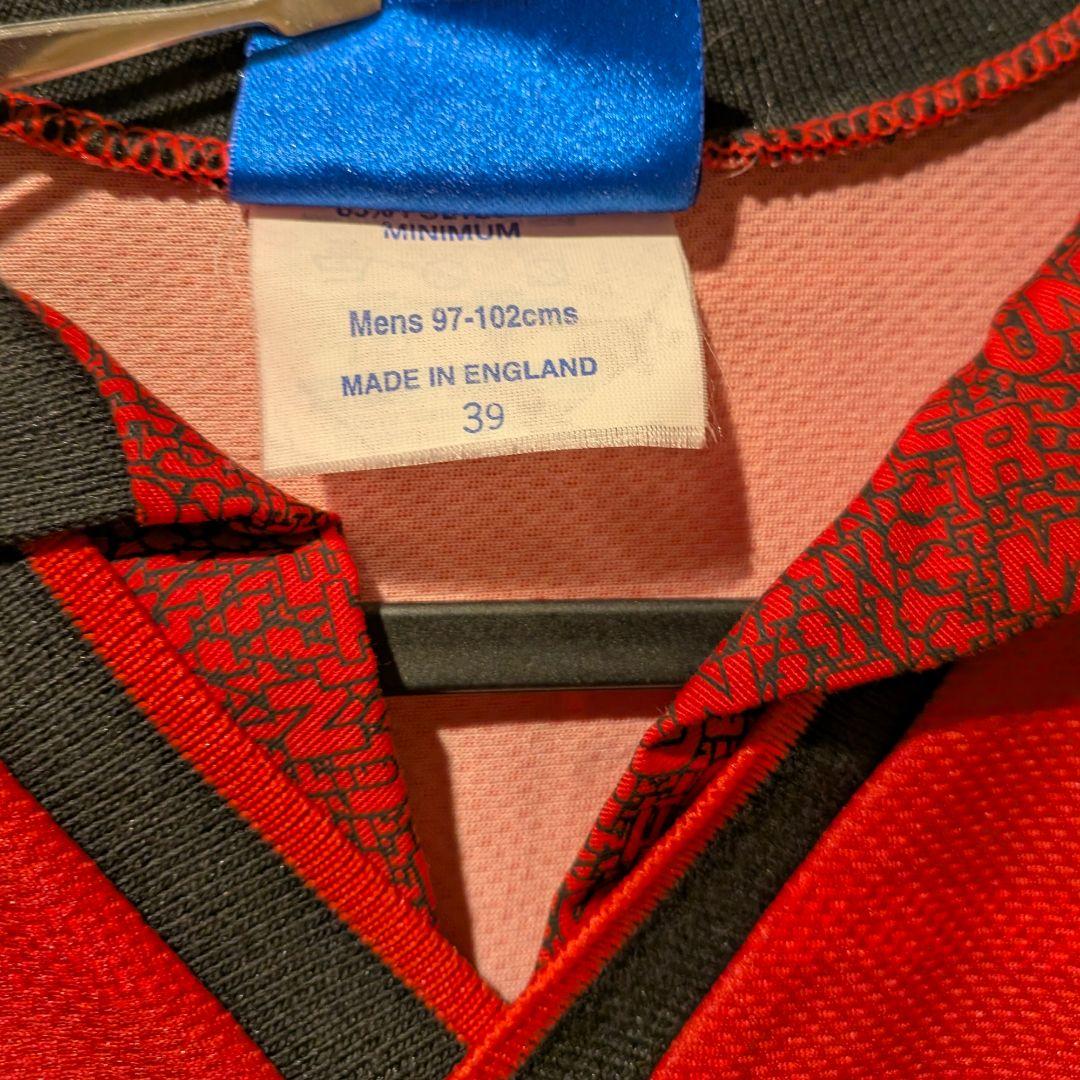 MINIMUM
Mens 97-102cms
MADE IN ENGLAND
39